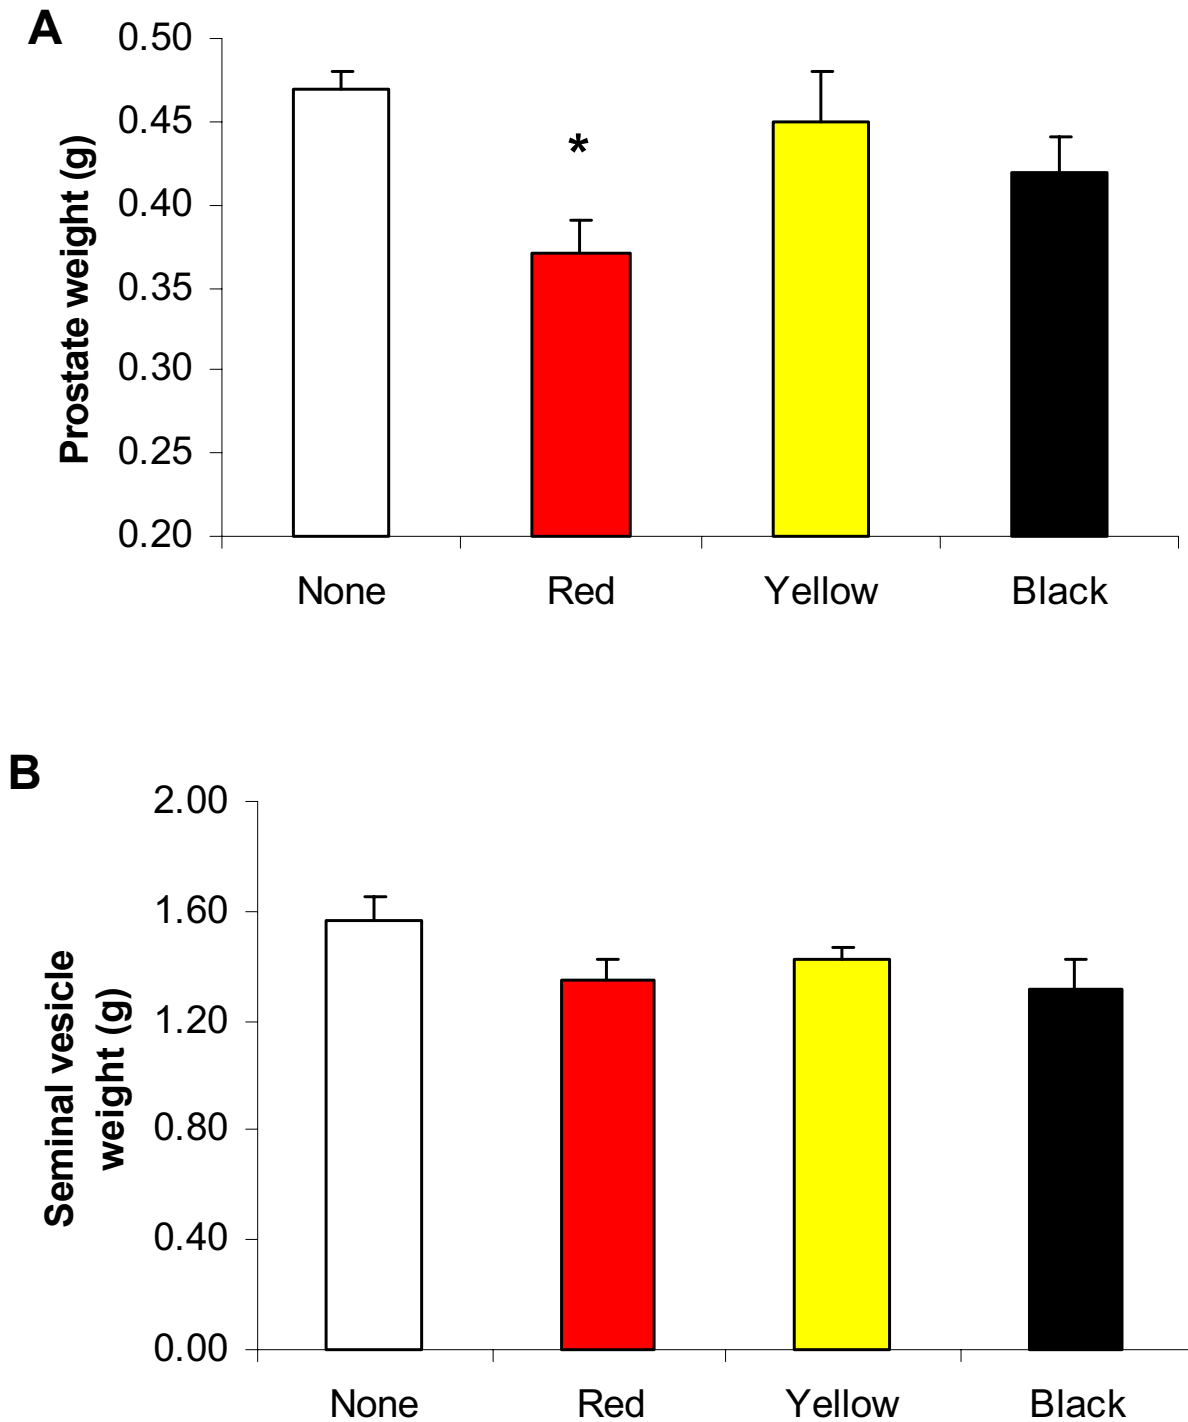 A
0.50
0.45
0.40
0.35
0.30
0.25
0.20
Prostate weight (g)
*
None Red Yellow Black
B
2.00
1.60
1.20
0.80
0.40
0.00
Seminal vesicle
weight (g)
None Red Yellow Black